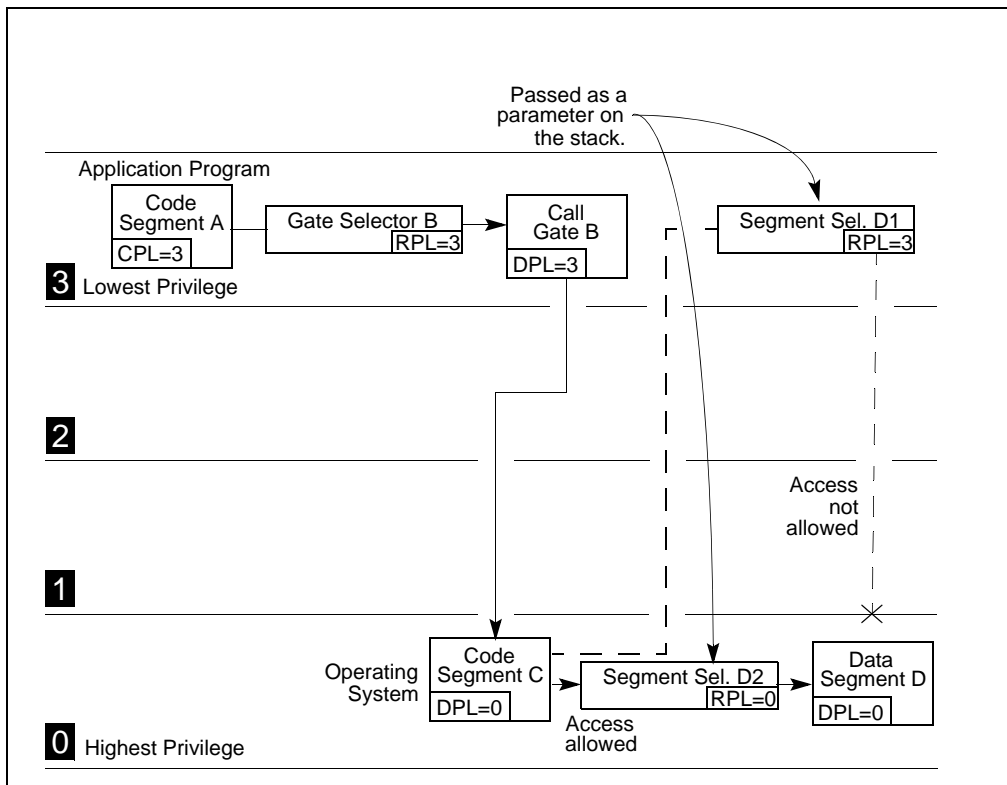 Passed as a
parameter on
the stack.
Application Program
Code
Segment A
CPL=3
Gate Selector B
RPL=3
Call
Gate B
DPL=3
Segment Sel. D1
RPL=3
3 Lowest Privilege
2
Access
not
allowed
1
Operating
System
Code
Segment C
DPL=0
Access
allowed
Segment Sel. D2
RPL=0
Data
Segment D
DPL=0
0 Highest Privilege